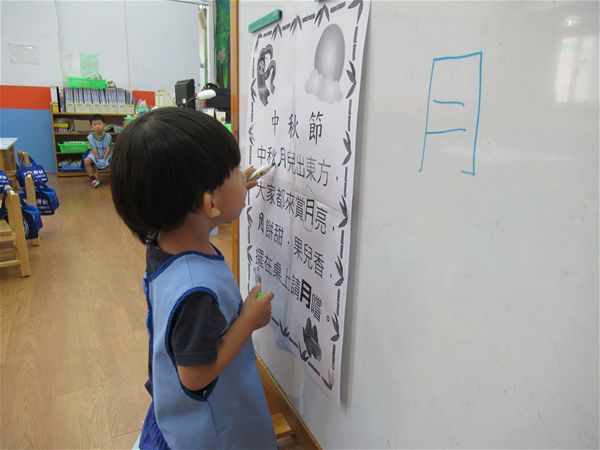 中秋節
中秋月兒出東方，
大家都來賞月亮，
月餅甜，果兒香，
擺在桌上請月嚐。
月